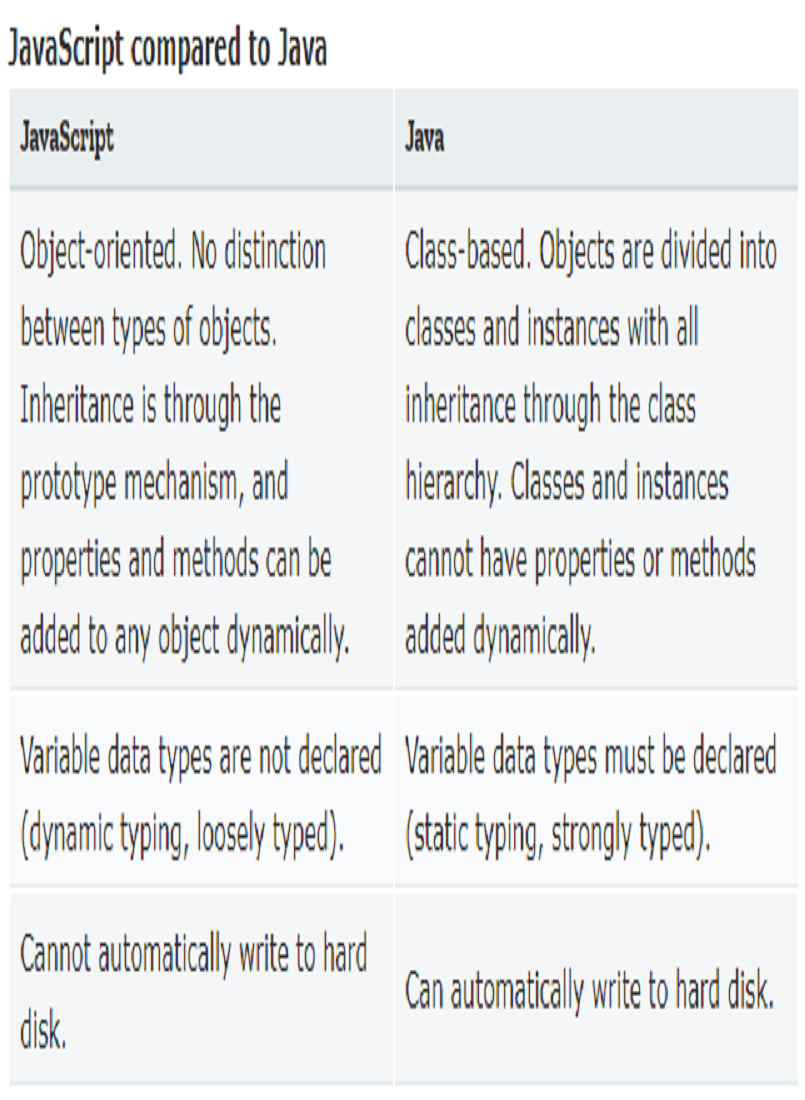 JavaScript compared to Java
JavaScript
Java
Object-oriented. No distinction
between types of objects.
Inheritance is through the
prototype mechanism, and
properties and methods can be
added to any object dynamically.
Class-based. Objects are divided into
classes and instances with all
inheritance through the class
hierarchy. Classes and instances
cannot have properties or methods
added dynamically.
Variable data types are not declared
(dynamic typing, loosely typed).
Variable data types must be declared
(static typing, strongly typed).
Cannot automatically write to hard
disk.
Can automatically write to hard disk.